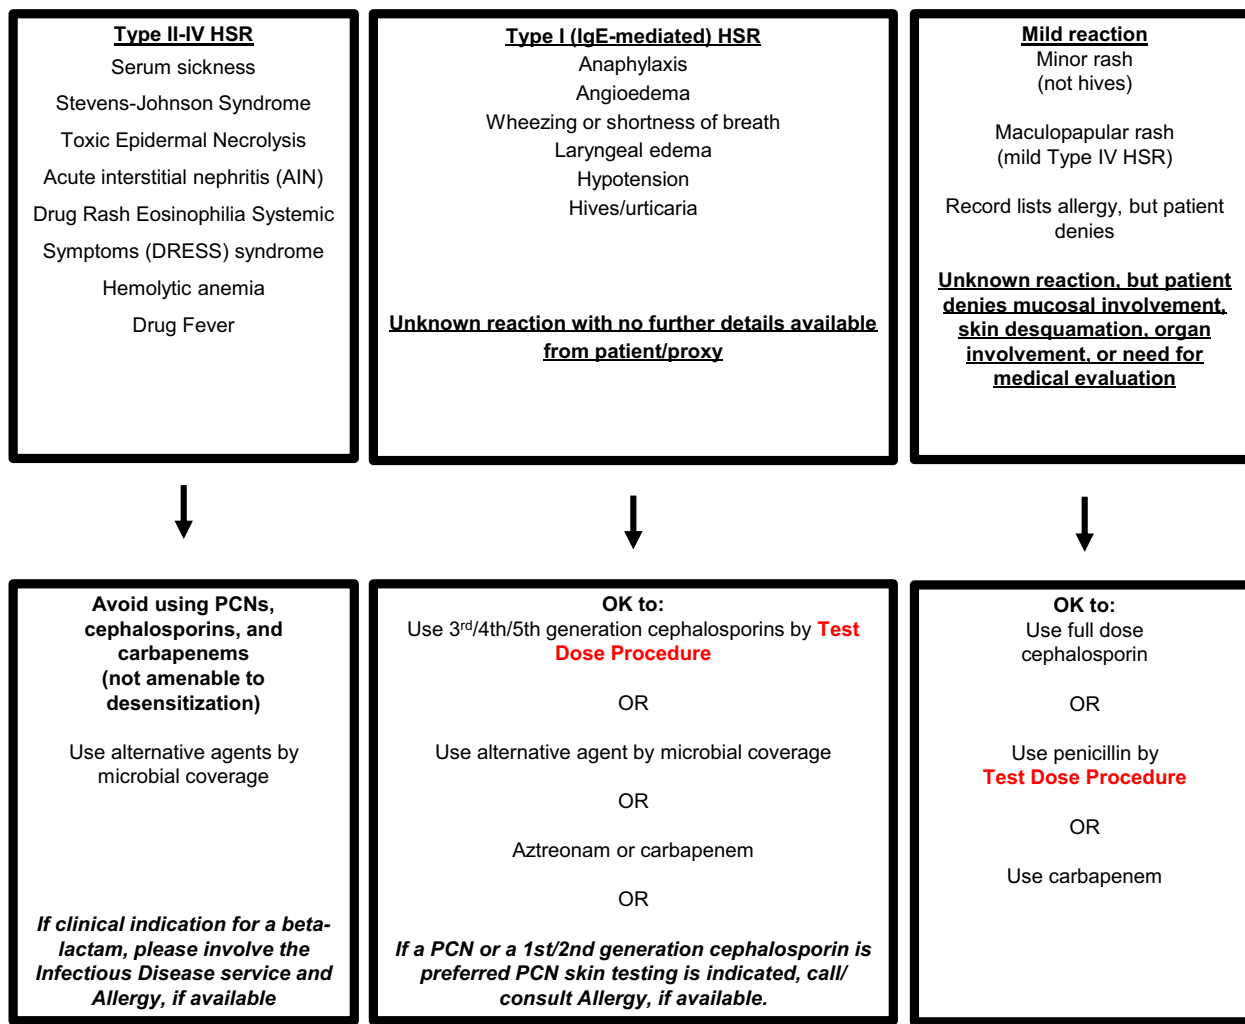 Type II-IV HSR
Serum sickness
Stevens-Johnson Syndrome
Toxic Epidermal Necrolysis
Acute interstitial nephritis (AIN)
Drug Rash Eosinophilia Systemic
Symptoms (DRESS) syndrome
Hemolytic anemia
Drug Fever
Type I (IgE-mediated) HSR
Anaphylaxis
Angioedema
Wheezing or shortness of breath
Laryngeal edema
Hypotension
Hives/urticaria
Unknown reaction with no further details available
from patient/proxy
Mild reaction
Minor rash
(not hives)
Maculopapular rash
(mild Type IV HSR)
Record lists allergy, but patient
denies
Unknown reaction, but patient
denies mucosal involvement,
skin desquamation, organ
involvement, or need for
medical evaluation
Avoid using PCNs,
cephalosporins, and
carbapenems
(not amenable to
desensitization)
Use alternative agents by
microbial coverage
If clinical indication for a beta-
lactam, please involve the
Infectious Disease service and
Allergy, if available
OK to:
Use 3rd/4th/5th generation cephalosporins by Test
Dose Procedure
OR
Use alternative agent by microbial coverage
OR
Aztreonam or carbapenem
OR
If a PCN or a 1st/2nd generation cephalosporin is
preferred PCN skin testing is indicated, call/
consult Allergy, if available.
OK to:
Use full dose
cephalosporin
OR
Use penicillin by
Test Dose Procedure
OR
Use carbapenem